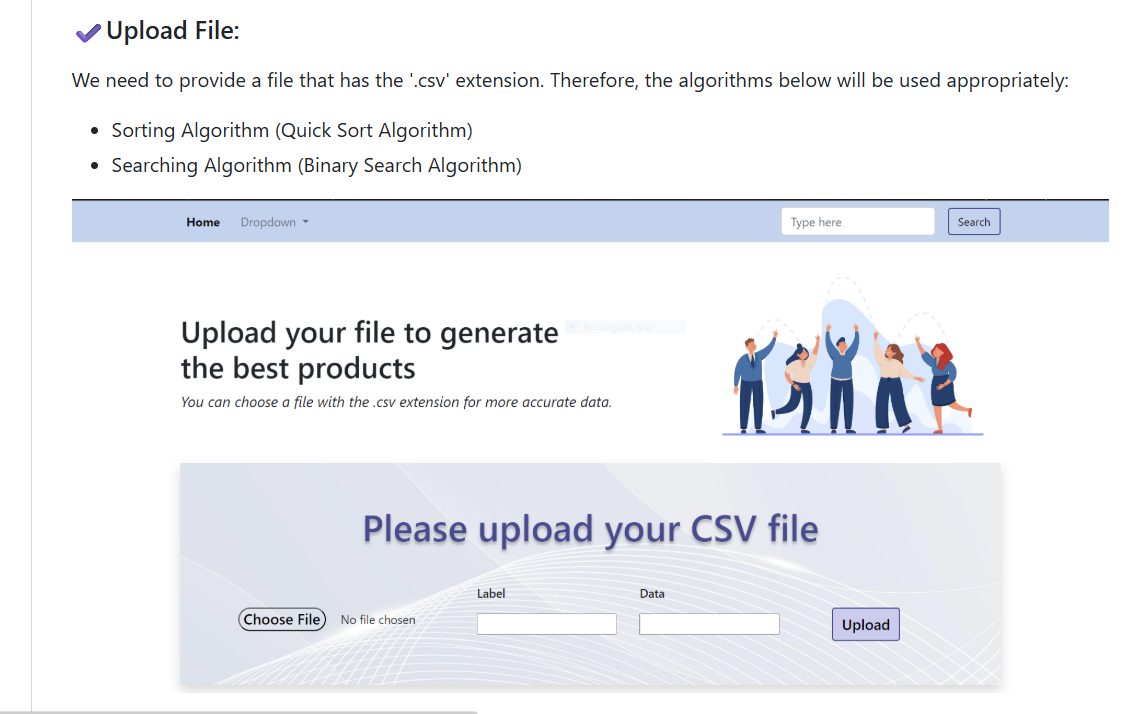 Upload File:
We need to provide a file that has the '.csv' extension. Therefore, the algorithms below will be used appropriately:
Sorting Algorithm (Quick Sort Algorithm)
Searching Algorithm (Binary Search Algorithm)
Home Dropdown Type here Search
Upload your file to generate
Rectangular Snip
the best products
You can choose a file with the .csv extension for more accurate data.
Please upload your CSV file
Label Data
Choose File No file chosen Upload